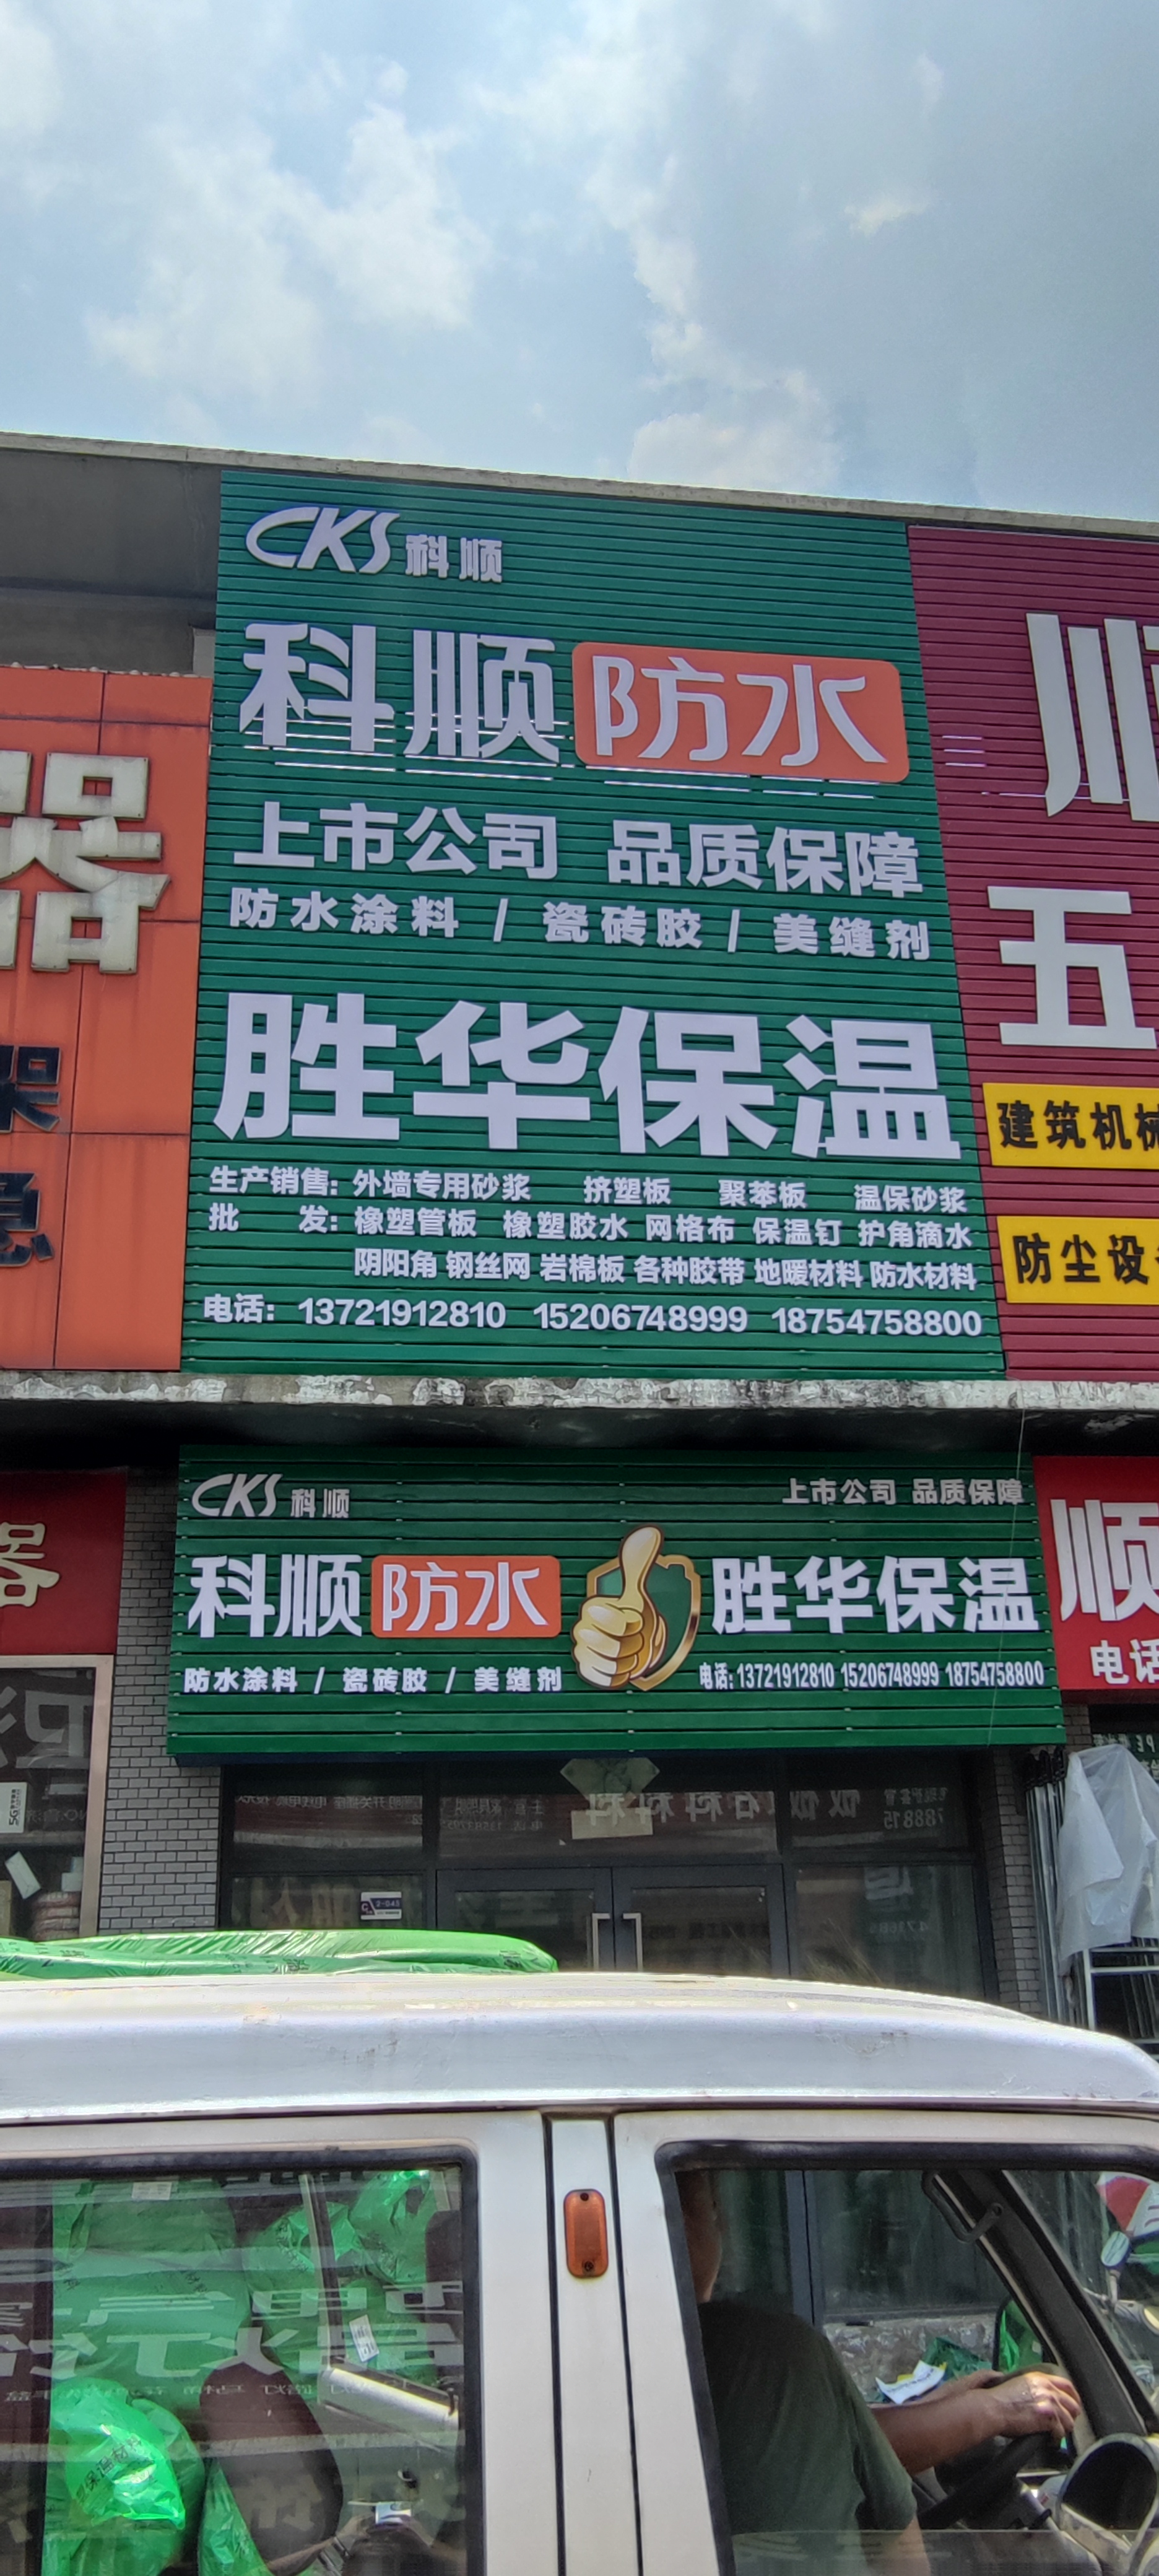 CKS 科顺
科顺防水
上市公司 品质保障
防水涂料 / 瓷砖胶 / 美缝剂
胜华保温
生产销售: 外墙专用砂浆 挤塑板 聚苯板 温保砂浆
批 发: 橡塑管板 橡塑胶水 网格布 保温钉 护角滴水
阴阳角 钢丝网 岩棉板 各种胶带 地暖材料 防水材料
电话: 13721912810 15206748999 18754758800
器
架
急
顺
五
建筑机械
防尘设
CKS 科顺
上市公司 品质保障
科顺防水
胜华保温
防水涂料 / 瓷砖胶 / 美缝剂
电话: 13721912810 15206748999 18754758800
器
顺
电话
5G